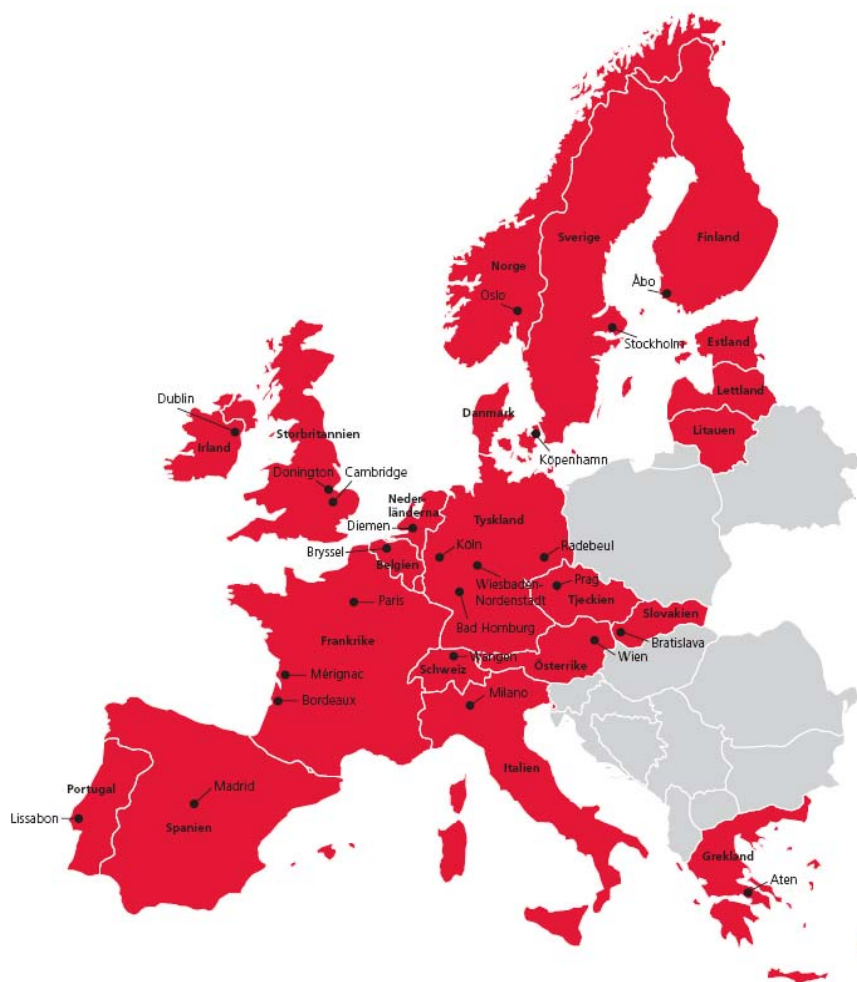 Sverige
Finland
Norge
Åbo
Oslo
Stockholm
Estland
Lettland
Dublin
Danmark
Litauen
Storbritannien
Irland
Köpenhamn
Donington
Cambridge
Neder-
länderna
Diemen
Tyskland
Bryssel
Köln
Radebeul
Belgien
Wiesbaden-
Nordenstadt
Prag
Tjeckien
Paris
Slovakien
Bad Homburg
Frankrike
Bratislava
Wangen
Wien
Schweiz
Österrike
Mérignac
Milano
Bordeaux
Italien
Portugal
Madrid
Lissabon
Spanien
Grekland
Aten